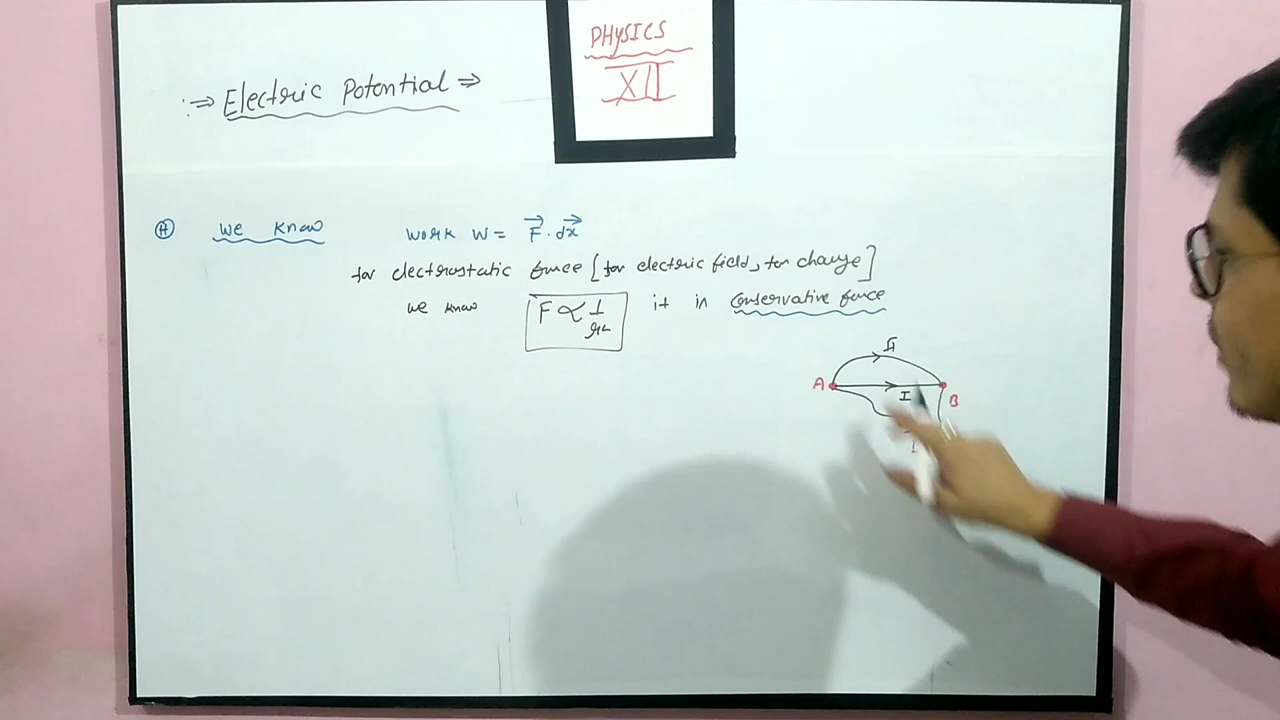 PHYSICS
XII
:⇒ Electric Potential ⇒
we know work W = F⃗. dx⃗
for electrostatic force [for electric field, for charge]
we know F ∝ 1/r² it is conservative force
II
A
I
B